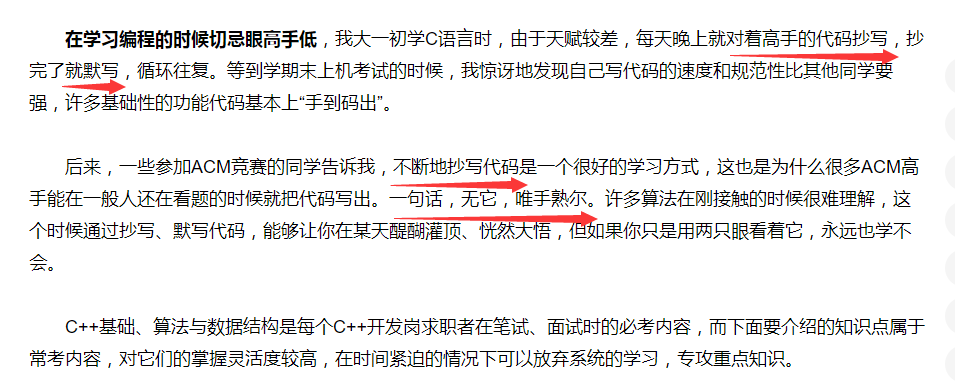 在学习编程的时候切忌眼高手低，我大一初学C语言时，由于天赋较差，每天晚上就对着高手的代码抄写，抄
完了就默写，循环往复。等到学期末上机考试的时候，我惊讶地发现自己写代码的速度和规范性比其他同学要
强，许多基础性的功能代码基本上“手到码出”。
后来，一些参加ACM竞赛的同学告诉我，不断地抄写代码是一个很好的学习方式，这也是为什么很多ACM高
手能在一般人还在看题的时候就把代码写出。一句话，无它，唯手熟尔。许多算法在刚接触的时候很难理解，这
个时候通过抄写、默写代码，能够让你在某天醍醐灌顶、恍然大悟，但如果你只是用两只眼看着它，永远也学不
会。
C++基础、算法与数据结构是每个C++开发岗求职者在笔试、面试时的必考内容，而下面要介绍的知识点属于
常考内容，对它们的掌握灵活度较高，在时间紧迫的情况下可以放弃系统的学习，专攻重点知识。